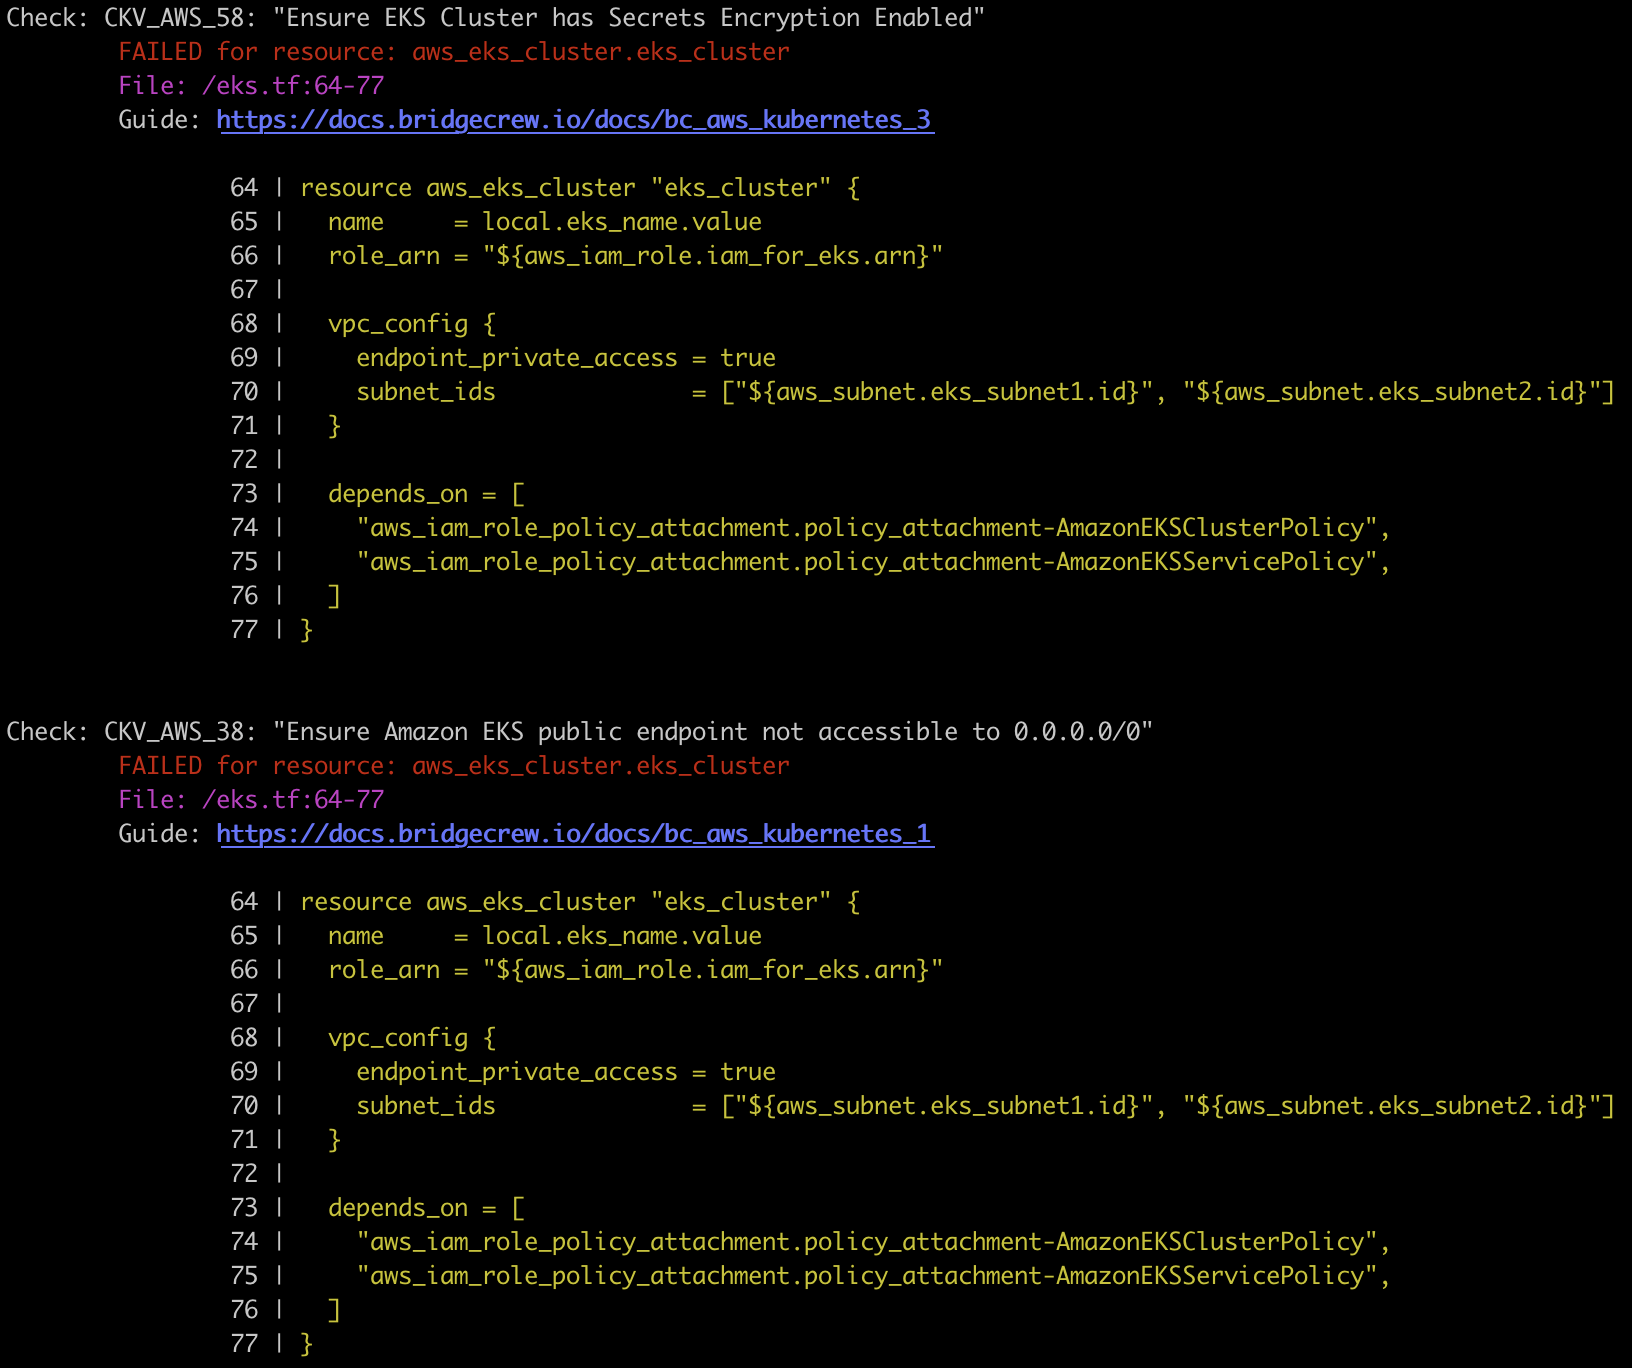 Check: CKV_AWS_58: "Ensure EKS Cluster has Secrets Encryption Enabled"
        FAILED for resource: aws_eks_cluster.eks_cluster
        File: /eks.tf:64-77
        Guide: https://docs.bridgecrew.io/docs/bc_aws_kubernetes_3

                64 | resource aws_eks_cluster "eks_cluster" {
                65 |   name     = local.eks_name.value
                66 |   role_arn = "${aws_iam_role.iam_for_eks.arn}"
                67 |
                68 |   vpc_config {
                69 |     endpoint_private_access = true
                70 |     subnet_ids              = ["${aws_subnet.eks_subnet1.id}", "${aws_subnet.eks_subnet2.id}"]
                71 |   }
                72 |
                73 |   depends_on = [
                74 |     "aws_iam_role_policy_attachment.policy_attachment-AmazonEKSClusterPolicy",
                75 |     "aws_iam_role_policy_attachment.policy_attachment-AmazonEKSServicePolicy",
                76 |   ]
                77 | }

Check: CKV_AWS_38: "Ensure Amazon EKS public endpoint not accessible to 0.0.0.0/0"
        FAILED for resource: aws_eks_cluster.eks_cluster
        File: /eks.tf:64-77
        Guide: https://docs.bridgecrew.io/docs/bc_aws_kubernetes_1

                64 | resource aws_eks_cluster "eks_cluster" {
                65 |   name     = local.eks_name.value
                66 |   role_arn = "${aws_iam_role.iam_for_eks.arn}"
                67 |
                68 |   vpc_config {
                69 |     endpoint_private_access = true
                70 |     subnet_ids              = ["${aws_subnet.eks_subnet1.id}", "${aws_subnet.eks_subnet2.id}"]
                71 |   }
                72 |
                73 |   depends_on = [
                74 |     "aws_iam_role_policy_attachment.policy_attachment-AmazonEKSClusterPolicy",
                75 |     "aws_iam_role_policy_attachment.policy_attachment-AmazonEKSServicePolicy",
                76 |   ]
                77 | }